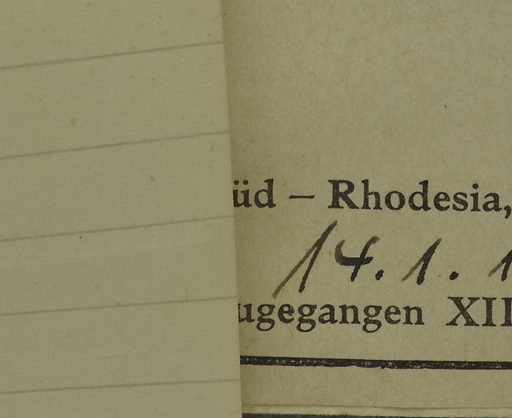 üd – Rhodesia,
14. 1. 1
ugegangen XII